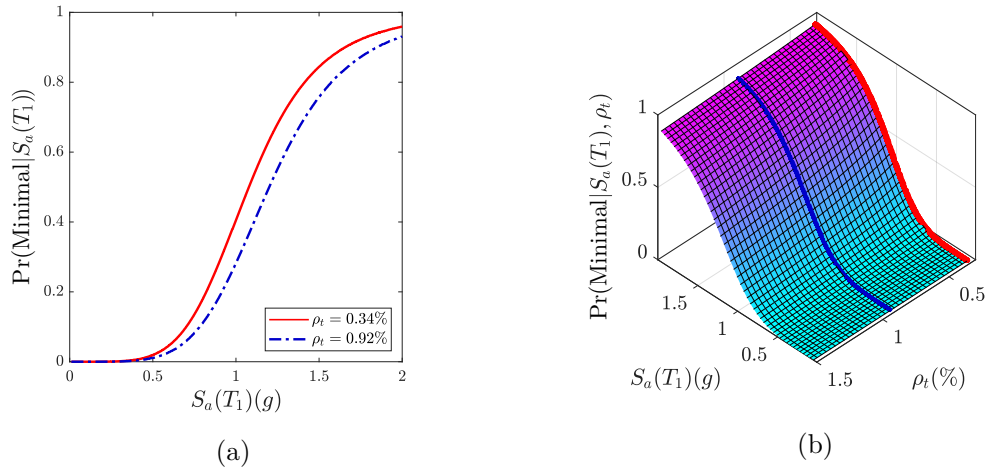 1
0.8
0.6
0.4
0.2
0
Pr(Minimal|S_a(T_1))
ρ_t = 0.34%
ρ_t = 0.92%
0 0.5 1 1.5 2
S_a(T_1)(g)
(a)
1
0.5
0
Pr(Minimal|S_a(T_1), ρ_t)
1.5
1
0.5
S_a(T_1)(g)
0.5
1
1.5
ρ_t(%)
(b)